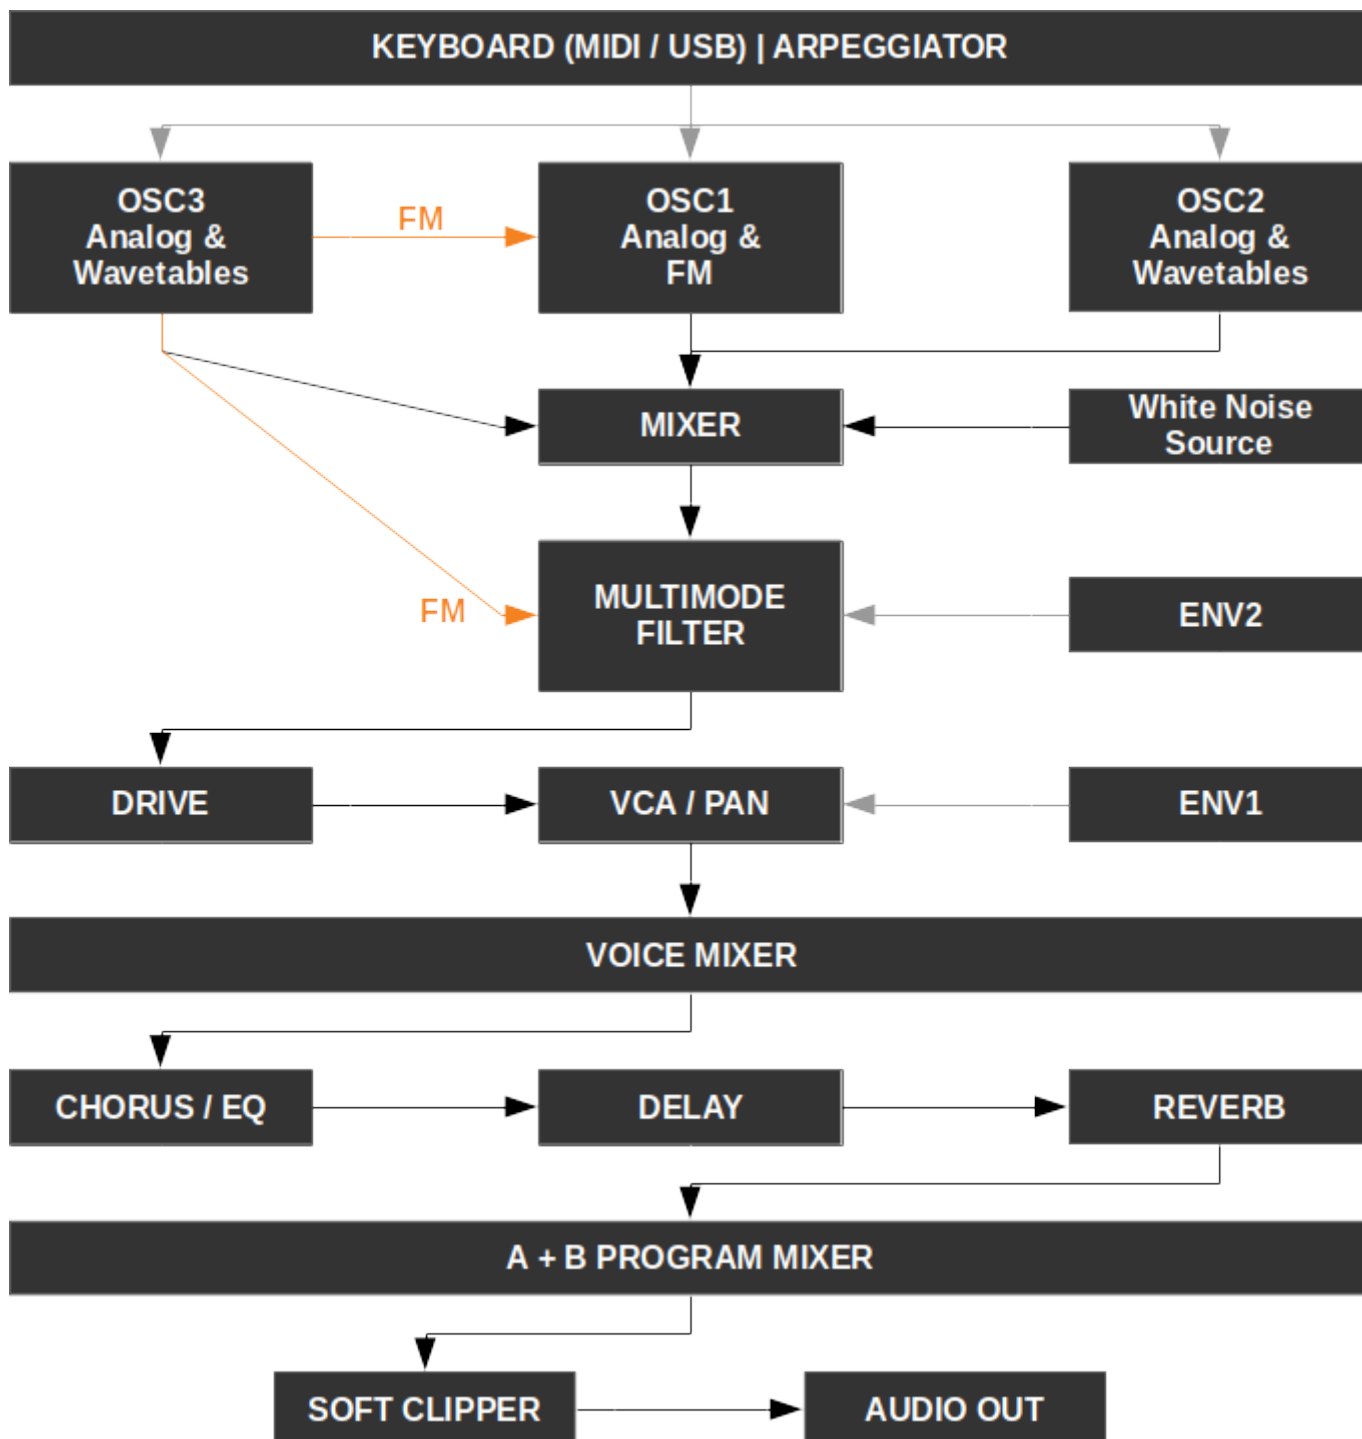 KEYBOARD (MIDI / USB) | ARPEGGIATOR
OSC3
Analog &
Wavetables
FM
OSC1
Analog &
FM
OSC2
Analog &
Wavetables
MIXER
White Noise
Source
FM
MULTIMODE
FILTER
ENV2
DRIVE
VCA / PAN
ENV1
VOICE MIXER
CHORUS / EQ
DELAY
REVERB
A + B PROGRAM MIXER
SOFT CLIPPER
AUDIO OUT